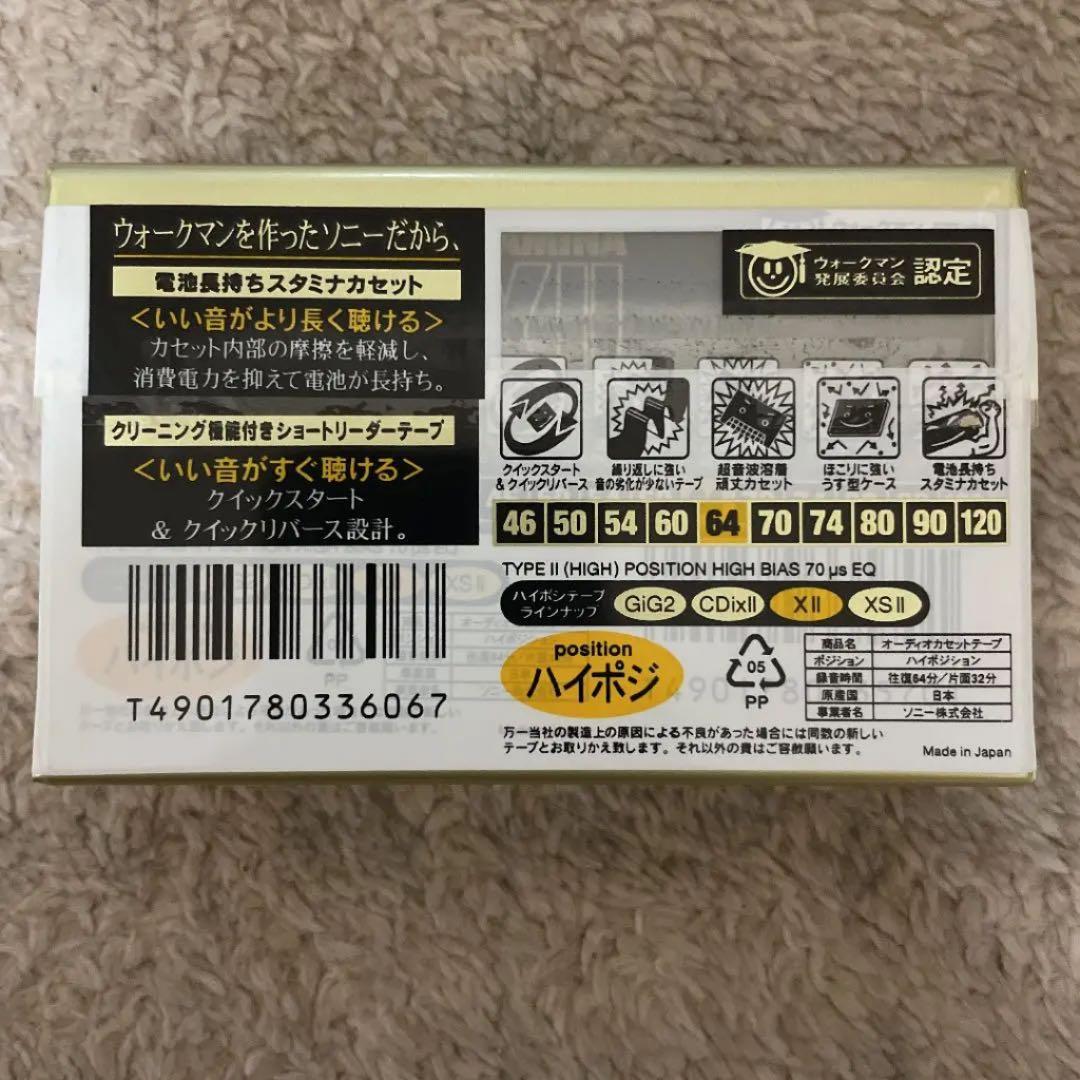 ウォークマンを作ったソニーだから、
電池長持ちスタミナカセット
＜いい音がより長く聴ける＞
カセット内部の摩擦を軽減し、
消費電力を抑えて電池が長持ち。
クリーニング機能付きショートリーダーテープ
＜いい音がすぐ聴ける＞
クイックスタート
& クイックリバース設計。
T4901780336067
ウォークマン
発展委員会
認定
クイックスタート
&クイックリバース
繰り返しに強い
音の劣化が少ないテープ
超音波溶着
頑丈カセット
ほこりに強い
うす型ケース
電池長持ち
スタミナカセット
46 50 54 60 64 70 74 80 90 120
TYPE II (HIGH) POSITION HIGH BIAS 70 μs EQ
ハイポジテープ
ラインナップ
GiG2 CDixII XII XSII
position
ハイポジ
05
PP
商品名 オーディオカセットテープ
ポジション ハイポジション
録音時間 往復64分/片面32分
原産国 日本
事業者名 ソニー株式会社
万一当社の製造上の原因による不良があった場合には同数の新しい
テープとお取りかえ致します。それ以外の責はご容赦願います。
Made in Japan